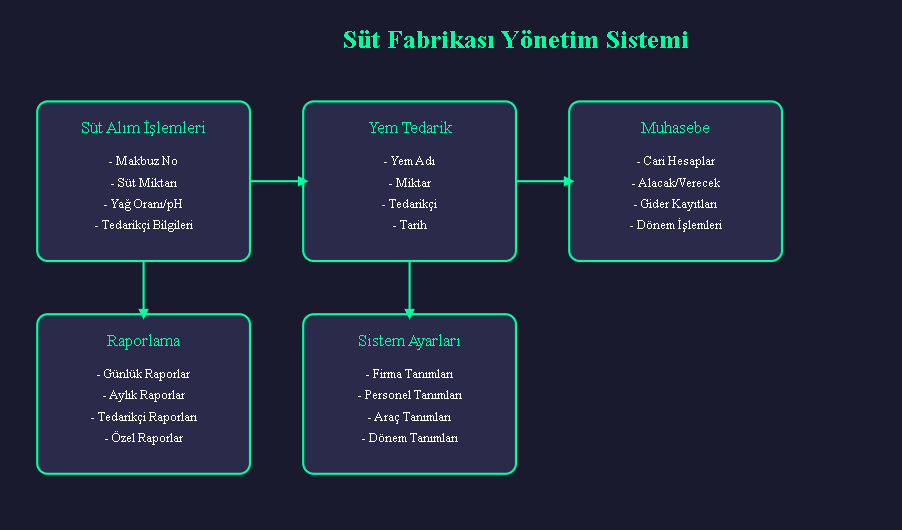 Süt Fabrikası Yönetim Sistemi
Süt Alım İşlemleri
- Makbuz No
- Süt Miktarı
- Yağ Oranı/pH
- Tedarikçi Bilgileri
Yem Tedarik
- Yem Adı
- Miktar
- Tedarikçi
- Tarih
Muhasebe
- Cari Hesaplar
- Alacak/Verecek
- Gider Kayıtları
- Dönem İşlemleri
Raporlama
- Günlük Raporlar
- Aylık Raporlar
- Tedarikçi Raporları
- Özel Raporlar
Sistem Ayarları
- Firma Tanımları
- Personel Tanımları
- Araç Tanımları
- Dönem Tanımları